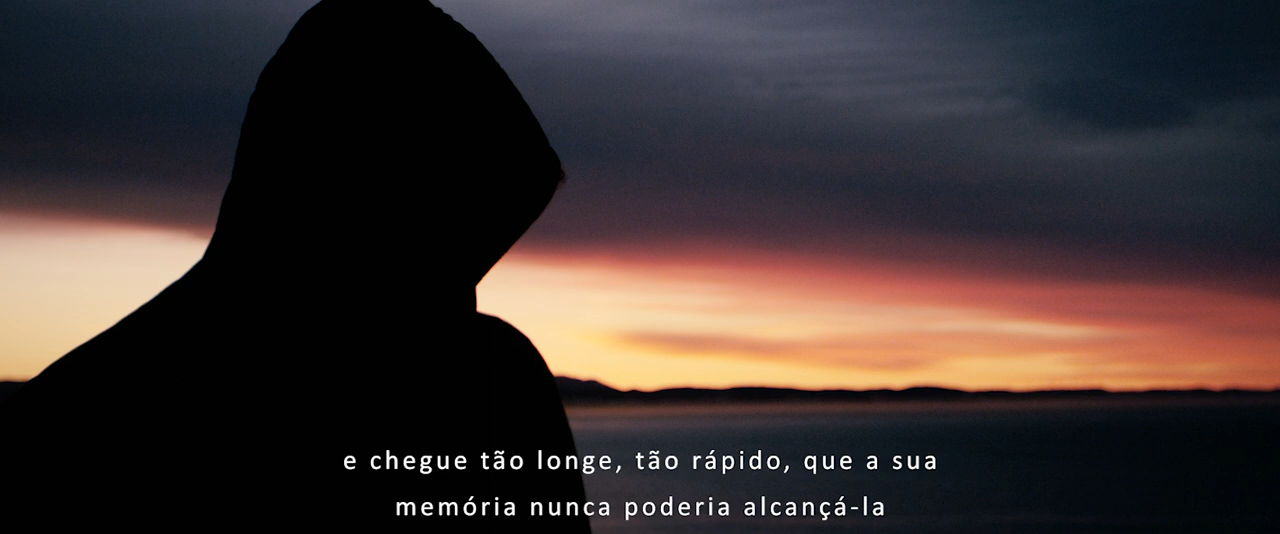 e chegue tão longe, tão rápido, que a sua
memória nunca poderia alcançá-la